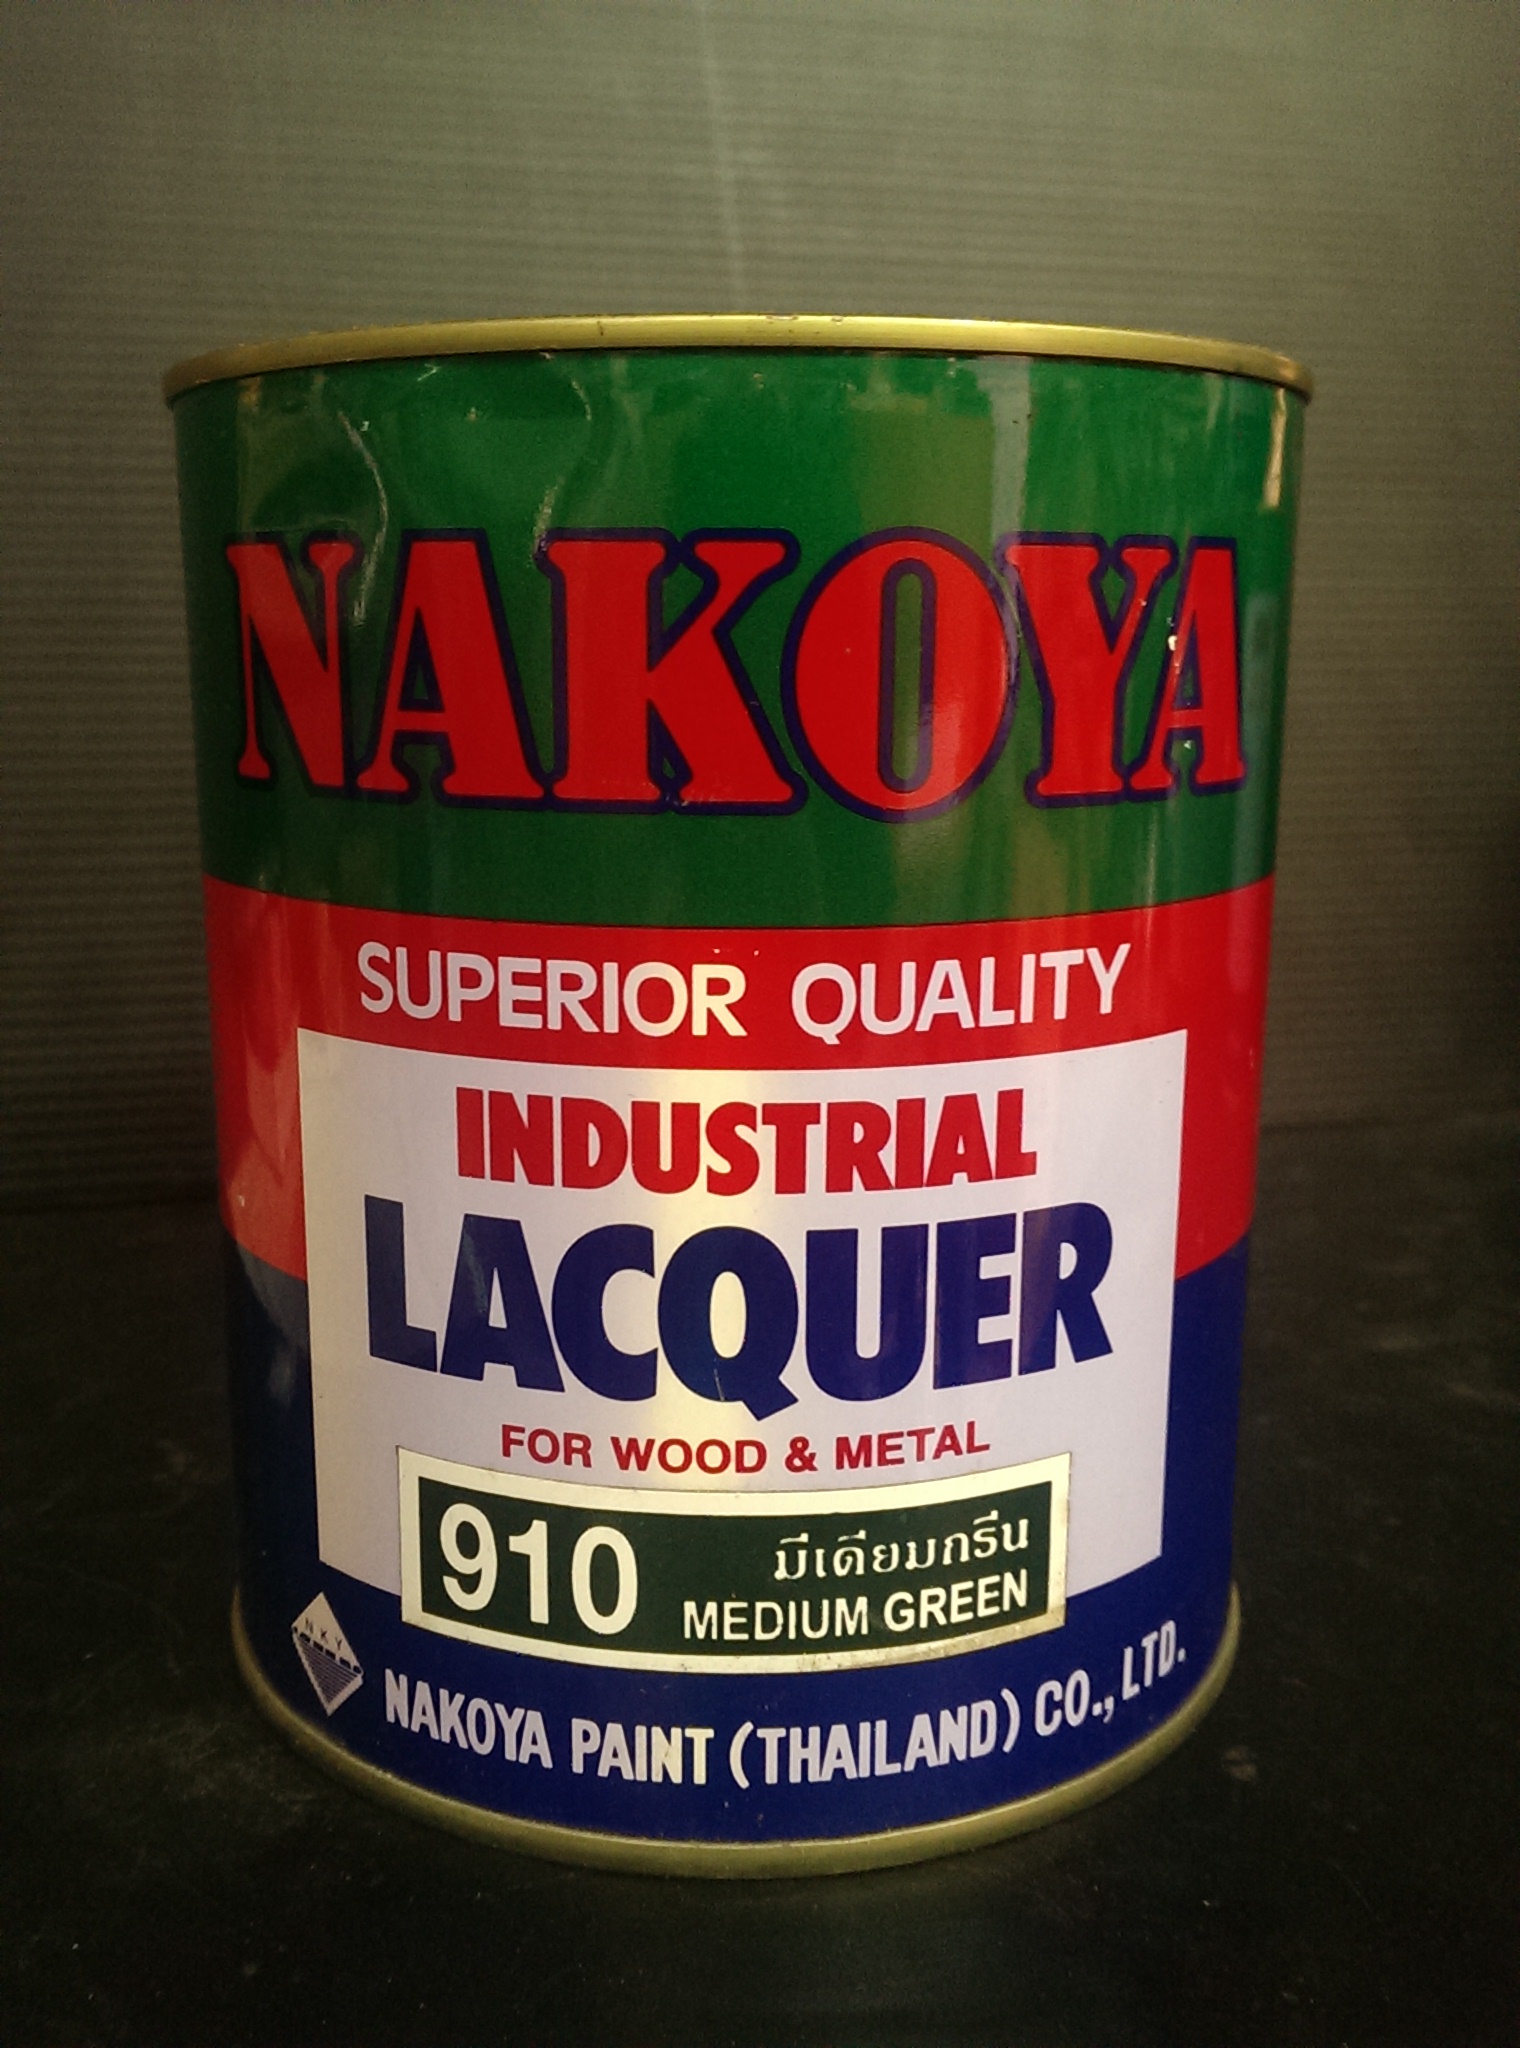 NAKOYA
SUPERIOR QUALITY
INDUSTRIAL
LACQUER
FOR WOOD & METAL
910
มีเดียมกรีน
MEDIUM GREEN
NKY
NAKOYA PAINT (THAILAND) CO., LTD.